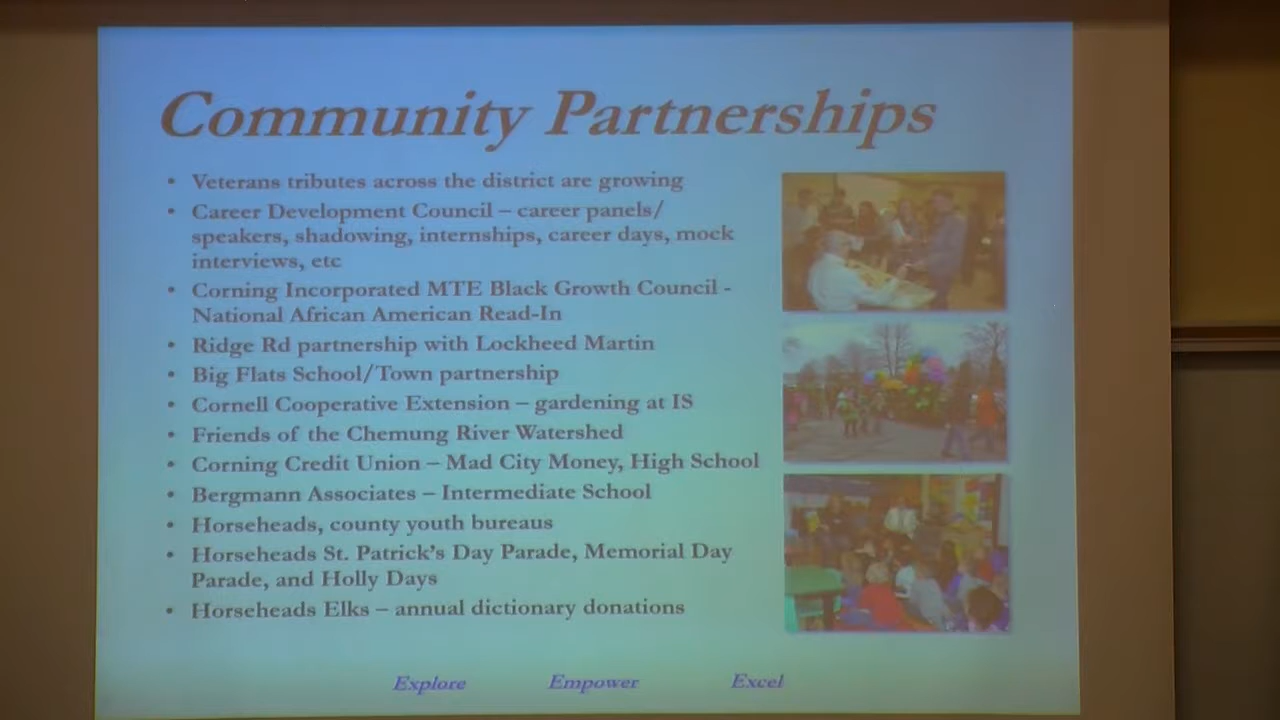 Community Partnerships
• Veterans tributes across the district are growing
• Career Development Council – career panels/
speakers, shadowing, internships, career days, mock
interviews, etc
• Corning Incorporated MTE Black Growth Council -
National African American Read-In
• Ridge Rd partnership with Lockheed Martin
• Big Flats School/Town partnership
• Cornell Cooperative Extension – gardening at IS
• Friends of the Chemung River Watershed
• Corning Credit Union – Mad City Money, High School
• Bergmann Associates – Intermediate School
• Horseheads, county youth bureaus
• Horseheads St. Patrick's Day Parade, Memorial Day
Parade, and Holly Days
• Horseheads Elks – annual dictionary donations
Explore Empower Excel